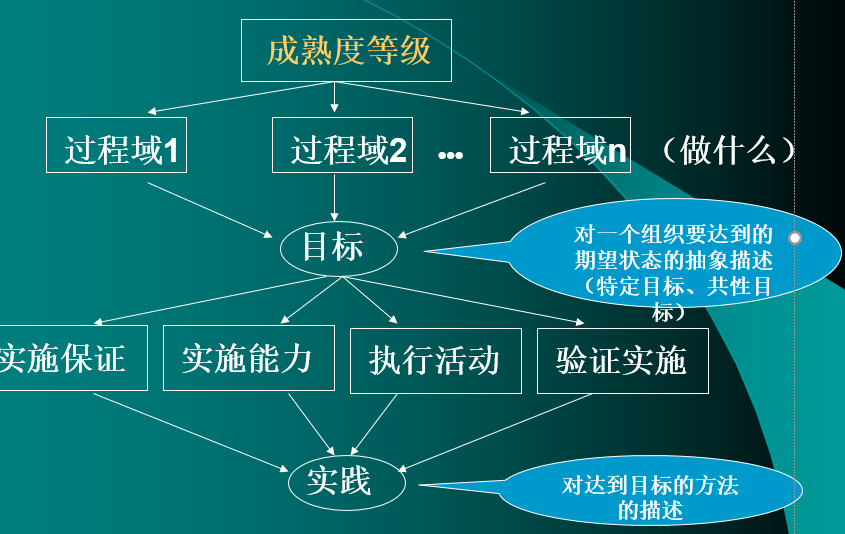 成熟度等级
过程域1
过程域2
...
过程域n
（做什么）
目标
对一个组织要达到的
期望状态的抽象描述
（特定目标、共性目
标）
实施保证
实施能力
执行活动
验证实施
实践
对达到目标的方法
的描述